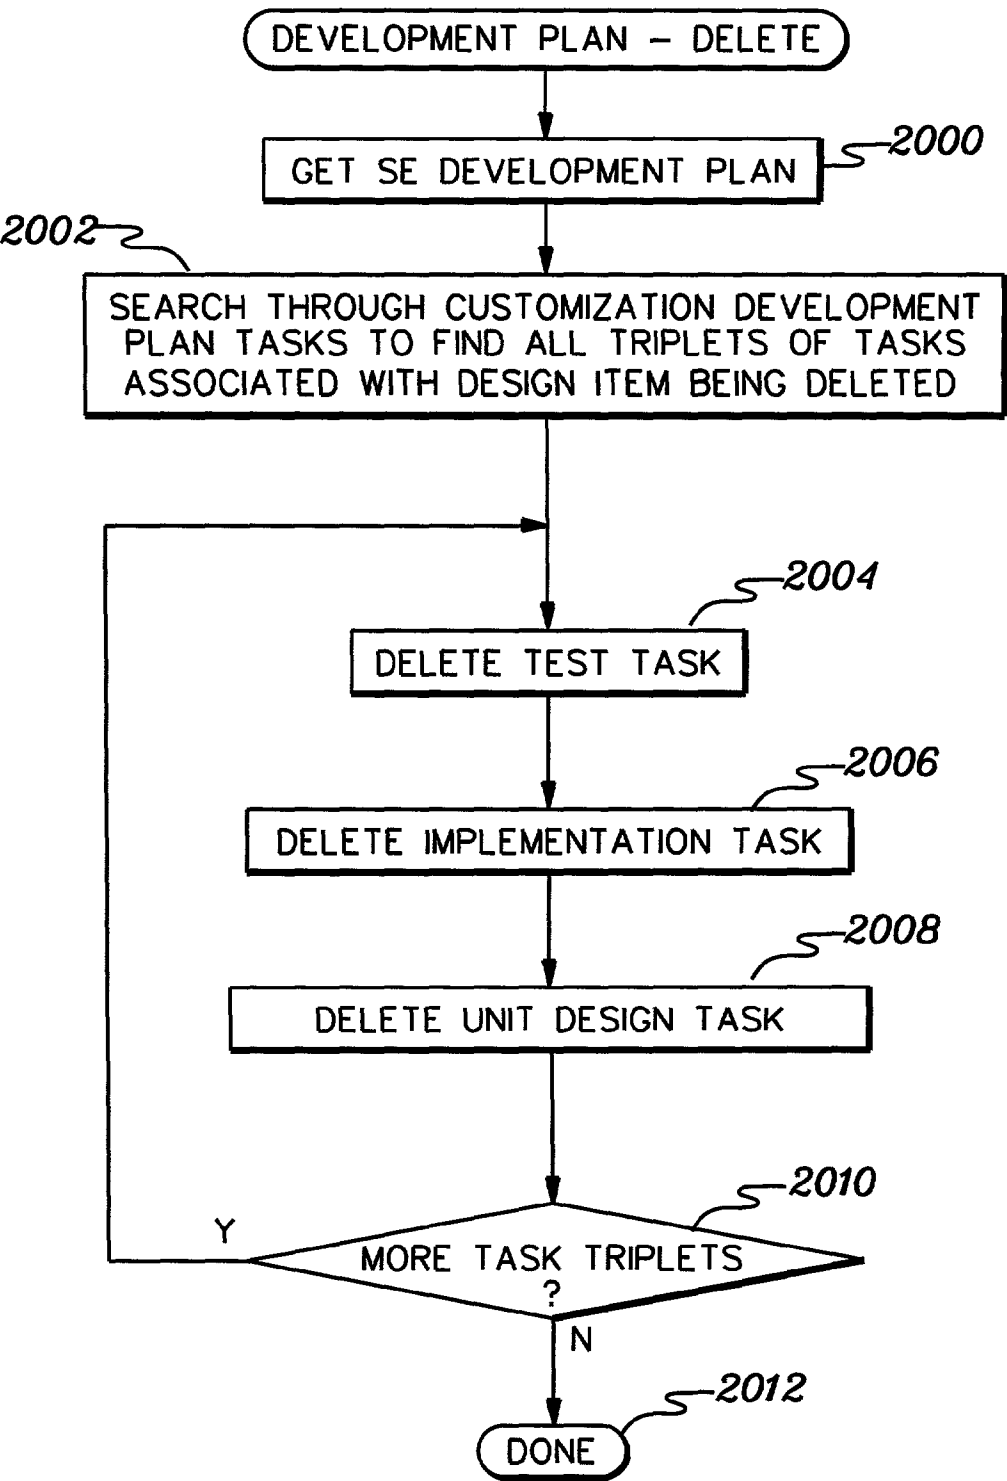 DEVELOPMENT PLAN - DELETE
2000
GET SE DEVELOPMENT PLAN
2002
SEARCH THROUGH CUSTOMIZATION DEVELOPMENT
PLAN TASKS TO FIND ALL TRIPLETS OF TASKS
ASSOCIATED WITH DESIGN ITEM BEING DELETED
2004
DELETE TEST TASK
2006
DELETE IMPLEMENTATION TASK
2008
DELETE UNIT DESIGN TASK
2010
Y
MORE TASK TRIPLETS
?
N
2012
DONE